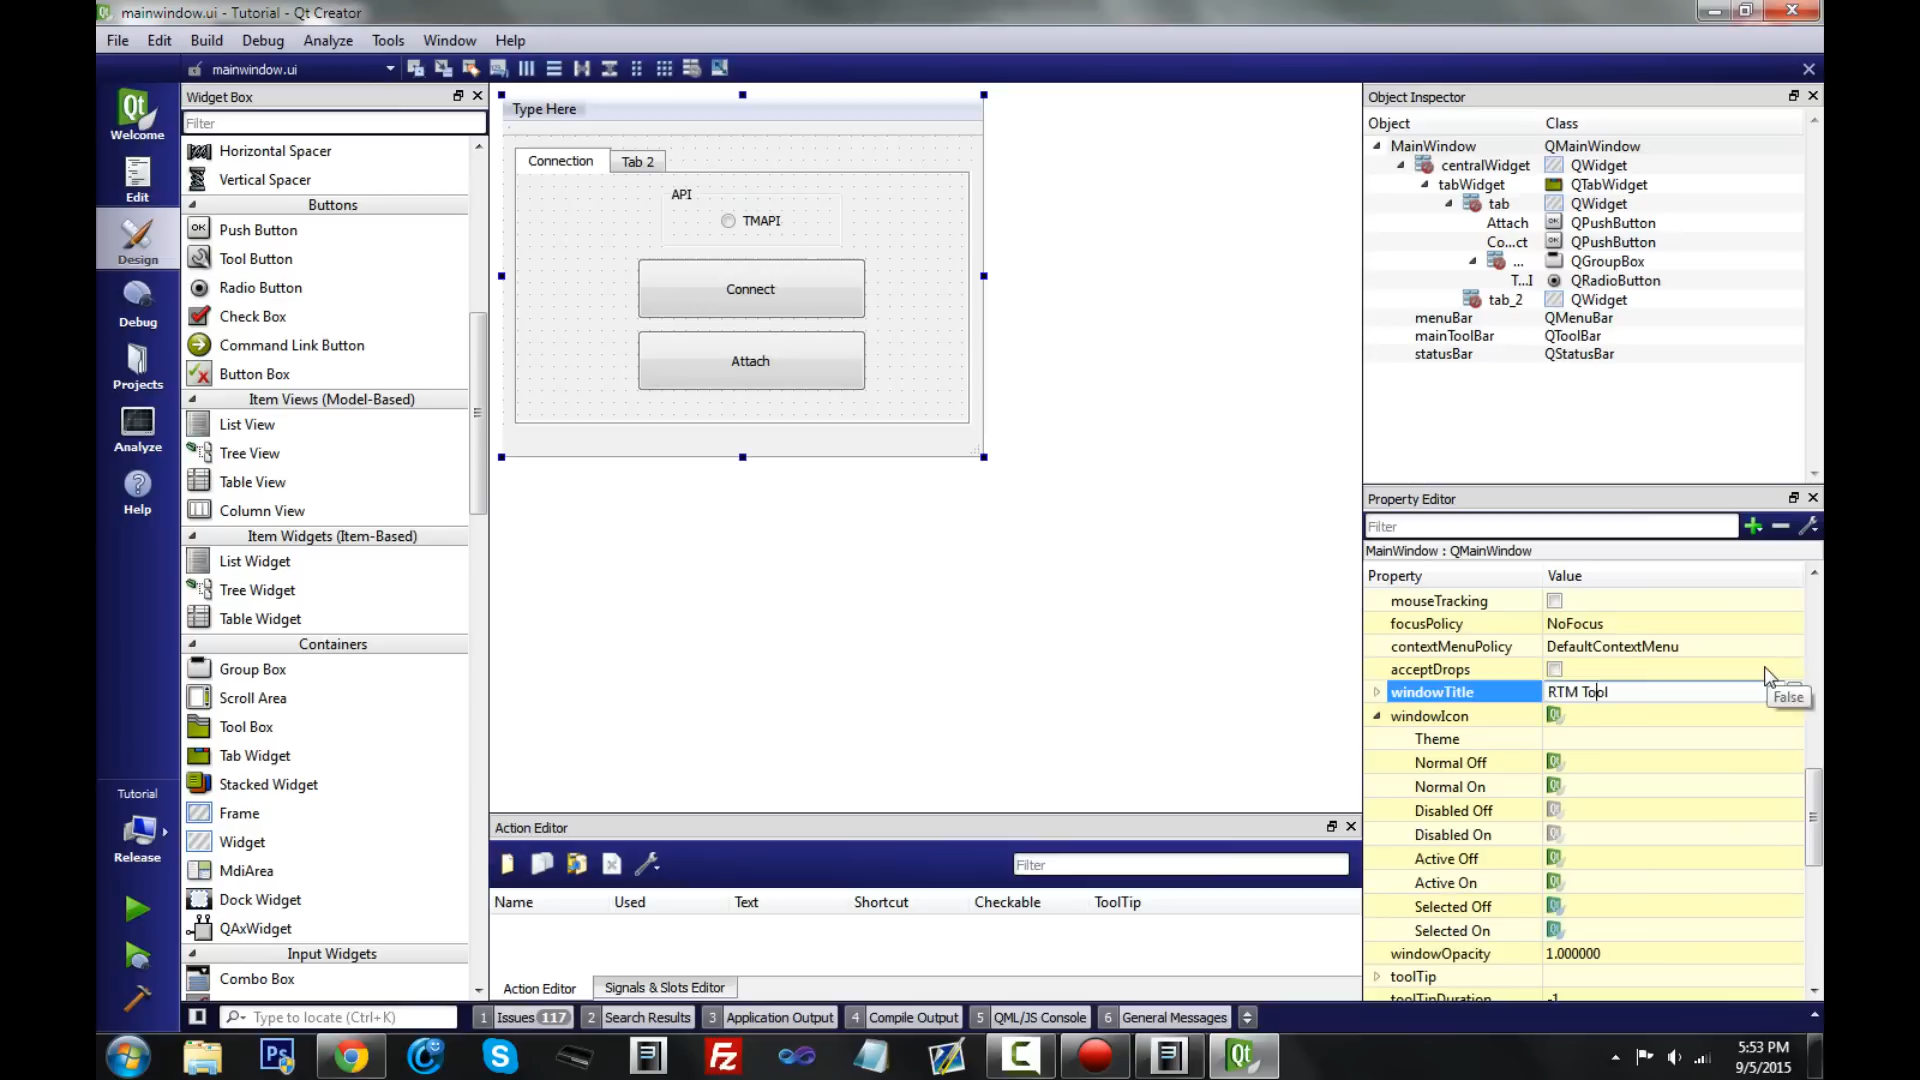 mainwindow.ui - Tutorial - Qt Creator
File Edit Build Debug Debug Analyze Tools Window Help
mainwindow.ui
Qt
Welcome
Edit
Design
Debug
Projects
Analyze
Help
Tutorial
Release
Widget Box
Filter
Horizontal Spacer
Vertical Spacer
Buttons
OK Push Button
Tool Button
Radio Button
Check Box
Command Link Button
Button Box
Item Views (Model-Based)
List View
Tree View
Table View
Column View
Item Widgets (Item-Based)
List Widget
Tree Widget
Table Widget
Containers
Group Box
Scroll Area
Tool Box
Tab Widget
Stacked Widget
Frame
Widget
MdiArea
Dock Widget
QAxWidget
Input Widgets
Combo Box
Type Here
Connection Tab 2
API
TMAPI
Connect
Attach
Action Editor
Filter
Name Used Text Shortcut Checkable ToolTip
Action Editor Signals & Slots Editor
Object Inspector
Object Class
MainWindow QMainWindow
centralWidget QWidget
tabWidget QTabWidget
tab QWidget
Attach QPushButton
Co...ct QPushButton
... QGroupBox
T...I QRadioButton
tab_2 QWidget
menuBar QMenuBar
mainToolBar QToolBar
statusBar QStatusBar
Property Editor
Filter
MainWindow : QMainWindow
Property Value
mouseTracking
focusPolicy NoFocus
contextMenuPolicy DefaultContextMenu
acceptDrops
windowTitle RTM Tool
False
windowIcon
Theme
Normal Off
Normal On
Disabled Off
Disabled On
Active Off
Active On
Selected Off
Selected On
windowOpacity 1.000000
toolTip
toolTipDuration -1
Type to locate (Ctrl+K)
1 Issues 117 2 Search Results 3 Application Output 4 Compile Output 5 QML/JS Console 6 General Messages
Ps
Fz
Qt
5:53 PM
9/5/2015